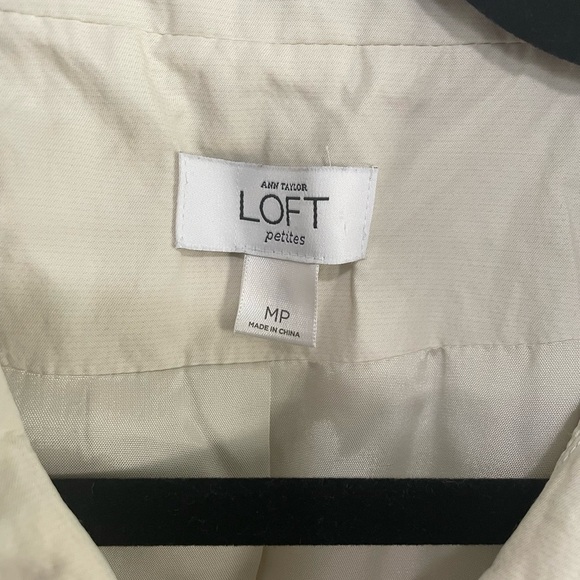 ANN TAYLOR
LOFT
petites
MP
MADE IN CHINA